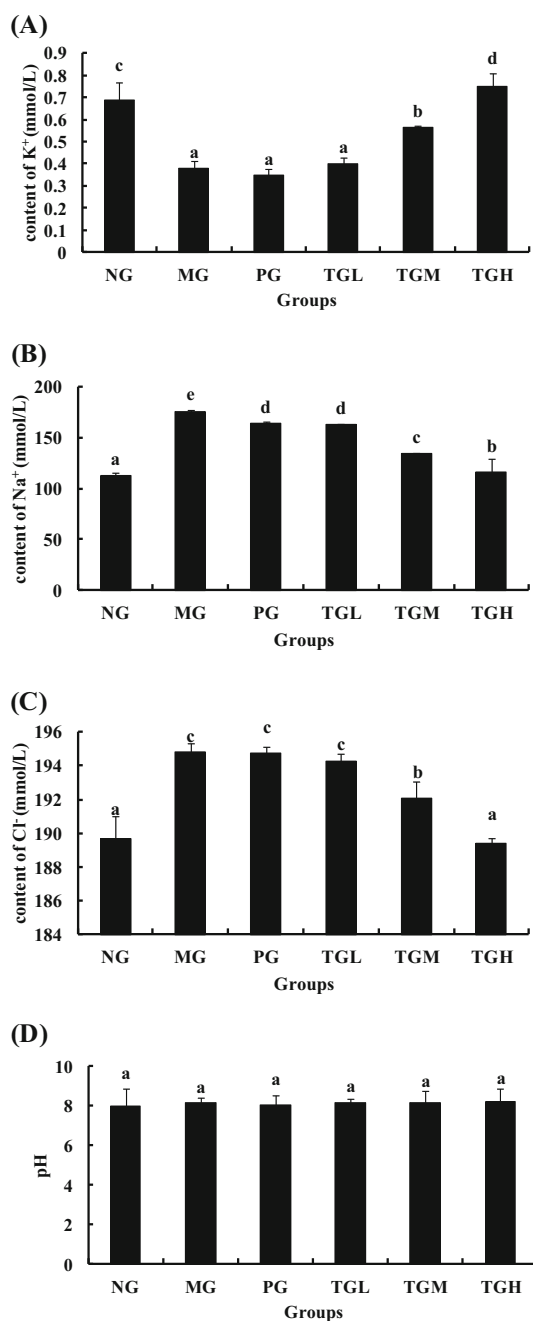 (A)
content of K⁺ (mmol/L)
0.9
0.8
0.7
0.6
0.5
0.4
0.3
0.2
0.1
0
c
a
a
a
b
d
NG MG PG TGL TGM TGH
Groups
(B)
content of Na⁺ (mmol/L)
200
150
100
50
0
a
e
d
d
c
b
NG MG PG TGL TGM TGH
Groups
(C)
content of Cl⁻ (mmol/L)
196
194
192
190
188
186
184
a
c
c
c
b
a
NG MG PG TGL TGM TGH
Groups
(D)
pH
10
8
6
4
2
0
a
a
a
a
a
a
NG MG PG TGL TGM TGH
Groups